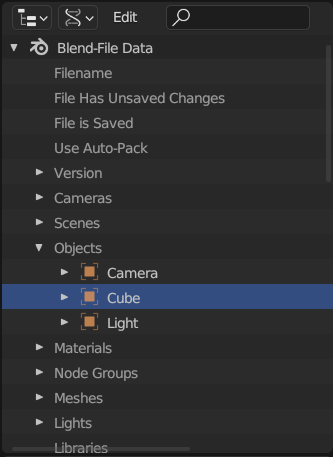 Edit
Blend-File Data
Filename
File Has Unsaved Changes
File is Saved
Use Auto-Pack
Version
Cameras
Scenes
Objects
Camera
Cube
Light
Materials
Node Groups
Meshes
Lights
Libraries